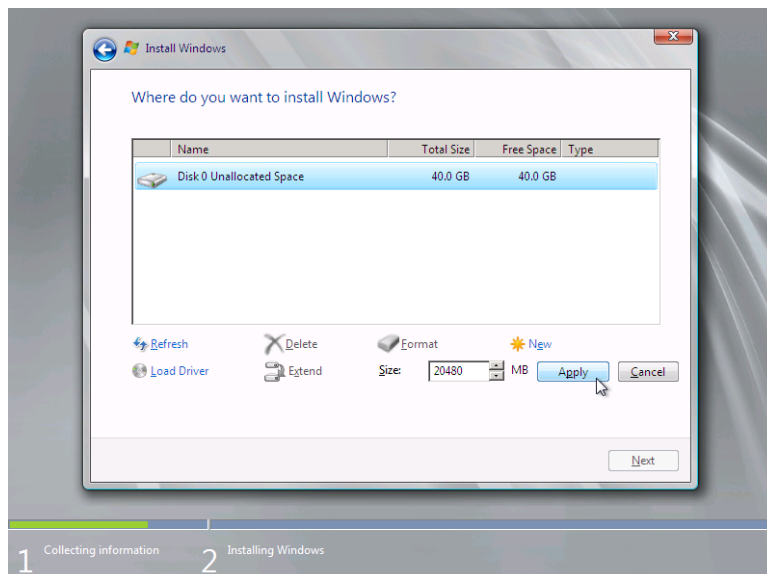 Install Windows
Where do you want to install Windows?
Name Total Size Free Space Type
Disk 0 Unallocated Space 40.0 GB 40.0 GB
Refresh Delete Format New
Load Driver Extend Size: 20480 MB Apply Cancel
Next
1 Collecting information 2 Installing Windows